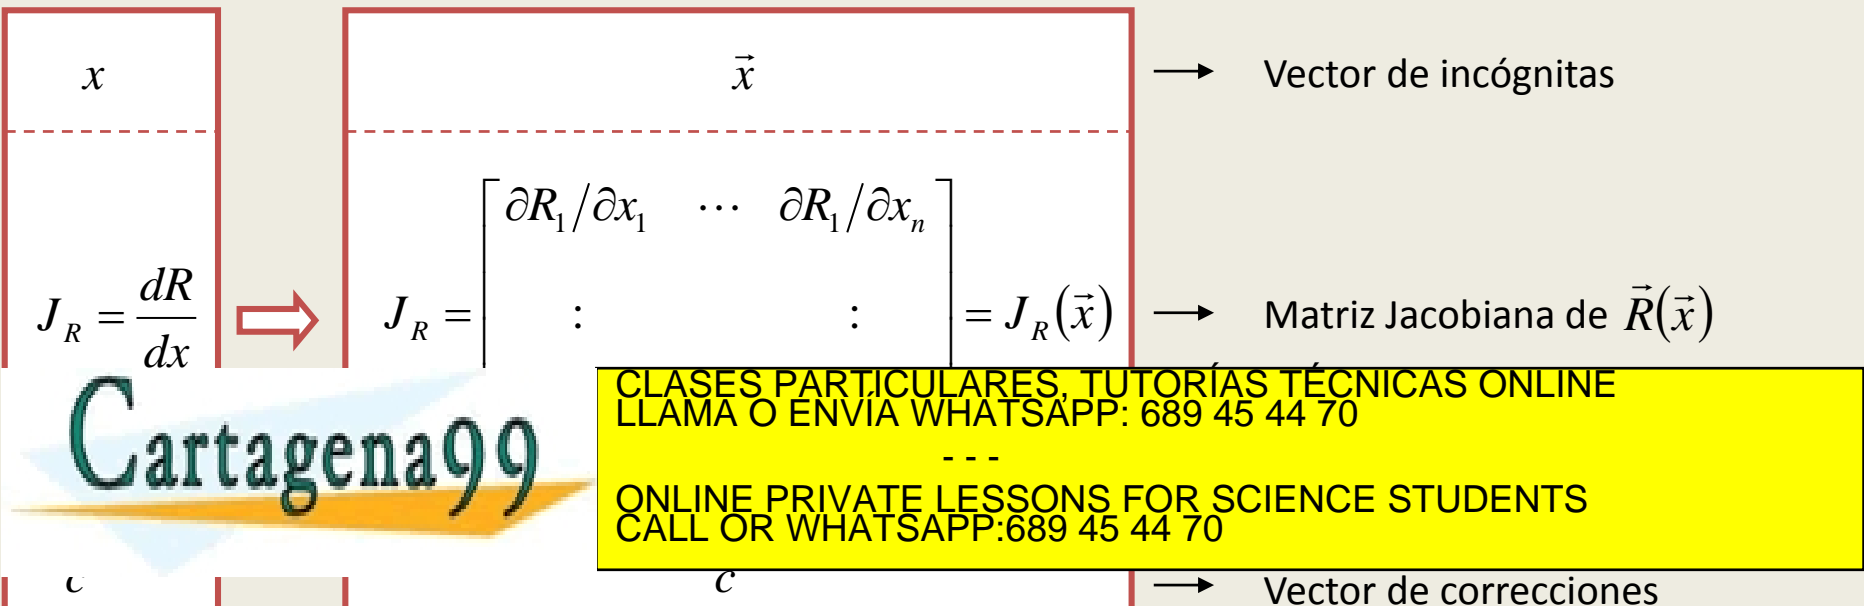 x
x⃗ → Vector de incógnitas
J_R = dR/dx ⇒ J_R = [ ∂R₁/∂x₁ ⋯ ∂R₁/∂xₙ
: : ] = J_R(x⃗) → Matriz Jacobiana de R⃗(x⃗)
Cartagena99
CLASES PARTICULARES, TUTORÍAS TÉCNICAS ONLINE
LLAMA O ENVÍA WHATSAPP: 689 45 44 70
- - -
ONLINE PRIVATE LESSONS FOR SCIENCE STUDENTS
CALL OR WHATSAPP:689 45 44 70
c → Vector de correcciones